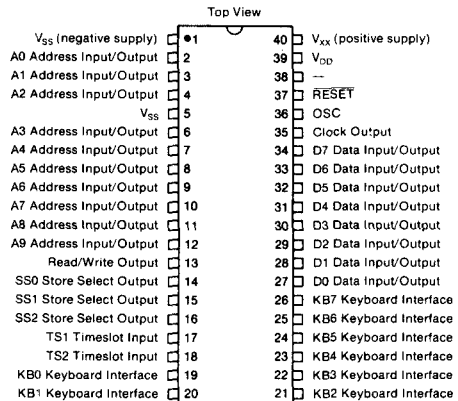 Top View
V_SS (negative supply) 1 40 V_XX (positive supply)
A0 Address Input/Output 2 39 V_DD
A1 Address Input/Output 3 38 —
A2 Address Input/Output 4 37 RESET
V_SS 5 36 OSC
A3 Address Input/Output 6 35 Clock Output
A4 Address Input/Output 7 34 D7 Data Input/Output
A5 Address Input/Output 8 33 D6 Data Input/Output
A6 Address Input/Output 9 32 D5 Data Input/Output
A7 Address Input/Output 10 31 D4 Data Input/Output
A8 Address Input/Output 11 30 D3 Data Input/Output
A9 Address Input/Output 12 29 D2 Data Input/Output
Read/Write Output 13 28 D1 Data Input/Output
SS0 Store Select Output 14 27 D0 Data Input/Output
SS1 Store Select Output 15 26 KB7 Keyboard Interface
SS2 Store Select Output 16 25 KB6 Keyboard Interface
TS1 Timeslot Input 17 24 KB5 Keyboard Interface
TS2 Timeslot Input 18 23 KB4 Keyboard Interface
KB0 Keyboard Interface 19 22 KB3 Keyboard Interface
KB1 Keyboard Interface 20 21 KB2 Keyboard Interface